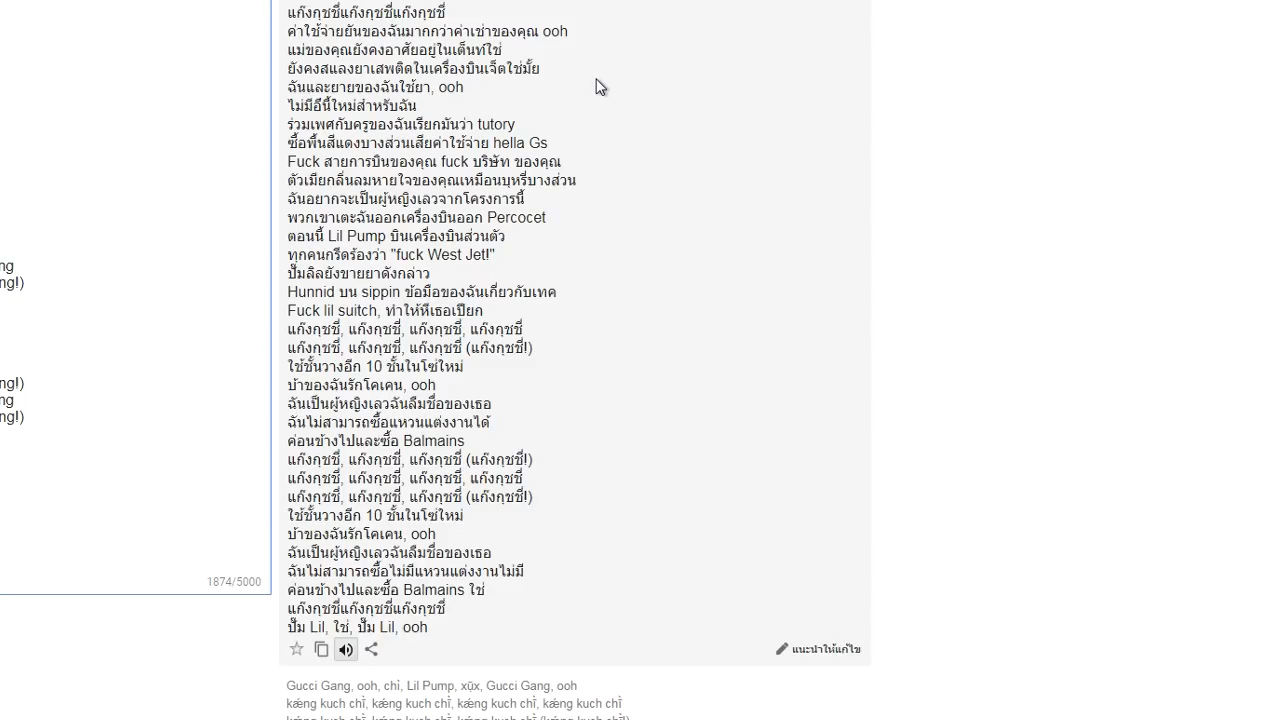 แก๊งกุชชี่แก๊งกุชชี่แก๊งกุชชี่
ค่าใช้จ่ายยันของฉันมากกว่าค่าเช่าของคุณ ooh
แม่ของคุณยังคงอาศัยอยู่ในเต็นท์ใช่
ยังคงสแลงยาเสพติดในเครื่องบินเจ็ตใช่มั้ย
ฉันและยายของฉันใช้ยา, ooh
ไม่มีอึนี้ใหม่สำหรับฉัน
ร่วมเพศกับครูของฉันเรียกมันว่า tutory
ซื้อพื้นสีแดงบางส่วนเสียค่าใช้จ่าย hella Gs
Fuck สายการบินของคุณ fuck บริษัท ของคุณ
ตัวเมียกลิ่นลมหายใจของคุณเหมือนบุหรี่บางส่วน
ฉันอยากจะเป็นผู้หญิงเลวจากโครงการนี้
พวกเขาเตะฉันออกเครื่องบินออก Percocet
ตอนนี้ Lil Pump บินเครื่องบินส่วนตัว
ทุกคนกรีดร้องว่า "fuck West Jet!"
ปั๊มลิลยังขายยาดังกล่าว
Hunnid บน sippin ข้อมือของฉันเกี่ยวกับเทค
Fuck lil suitch, ทำให้หีเธอเปียก
แก๊งกุชชี่, แก๊งกุชชี่, แก๊งกุชชี่, แก๊งกุชชี่
แก๊งกุชชี่, แก๊งกุชชี่, แก๊งกุชชี่ (แก๊งกุชชี่!)
ใช้ชั้นวางอีก 10 ชั้นในโซ่ใหม่
บ้าของฉันรักโคเคน, ooh
ฉันเป็นผู้หญิงเลวฉันลืมชื่อของเธอ
ฉันไม่สามารถซื้อแหวนแต่งงานได้
ค่อนข้างไปและซื้อ Balmains
แก๊งกุชชี่, แก๊งกุชชี่, แก๊งกุชชี่ (แก๊งกุชชี่!)
แก๊งกุชชี่, แก๊งกุชชี่, แก๊งกุชชี่, แก๊งกุชชี่
แก๊งกุชชี่, แก๊งกุชชี่, แก๊งกุชชี่ (แก๊งกุชชี่!)
ใช้ชั้นวางอีก 10 ชั้นในโซ่ใหม่
บ้าของฉันรักโคเคน, ooh
ฉันเป็นผู้หญิงเลวฉันลืมชื่อของเธอ
ฉันไม่สามารถซื้อไม่มีแหวนแต่งงานไม่มี
ค่อนข้างไปและซื้อ Balmains ใช่
แก๊งกุชชี่แก๊งกุชชี่แก๊งกุชชี่
ปั๊ม Lil, ใช่, ปั๊ม Lil, ooh
ng
ng!)
ng!)
ng
ng!)
1874/5000
แนะนำให้แก้ไข
Gucci Gang, ooh, chı̀, Lil Pump, xụ̄x, Gucci Gang, ooh
kǽng kuch chī̀, kǽng kuch chī̀, kǽng kuch chī̀, kǽng kuch chī̀